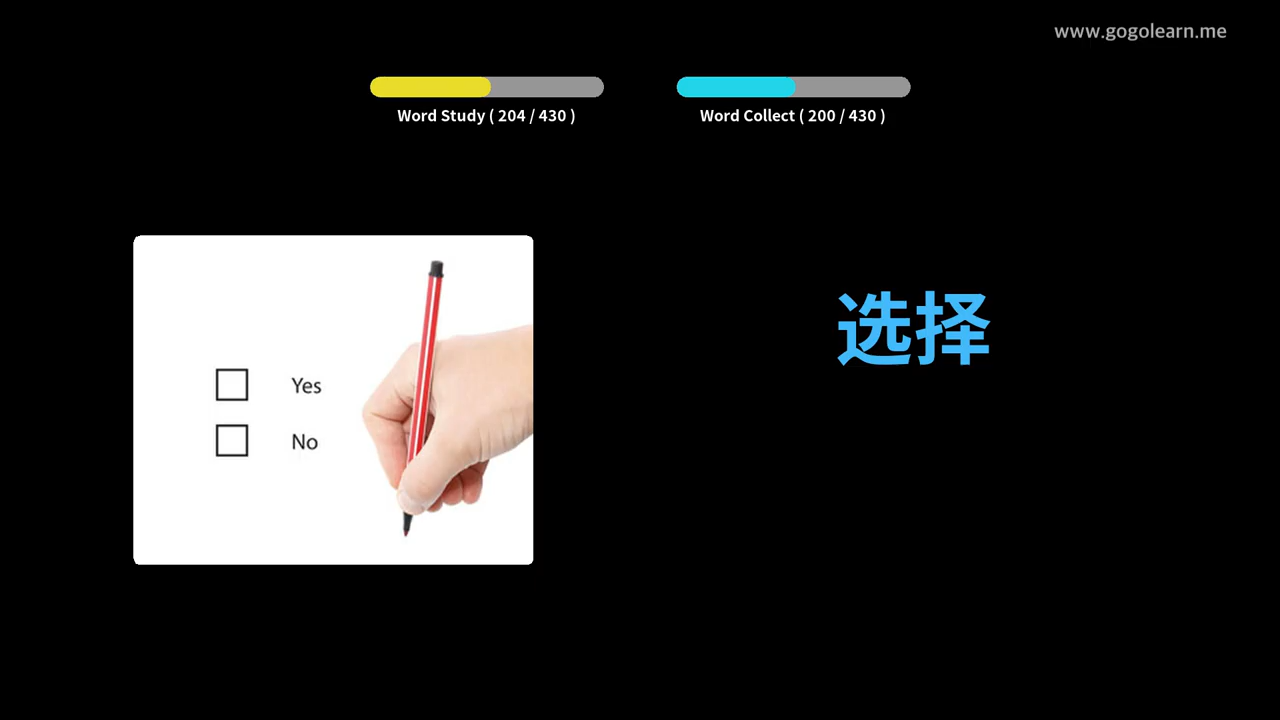 www.gogolearn.me
Word Study ( 204 / 430 )
Word Collect ( 200 / 430 )
选择
Yes
No